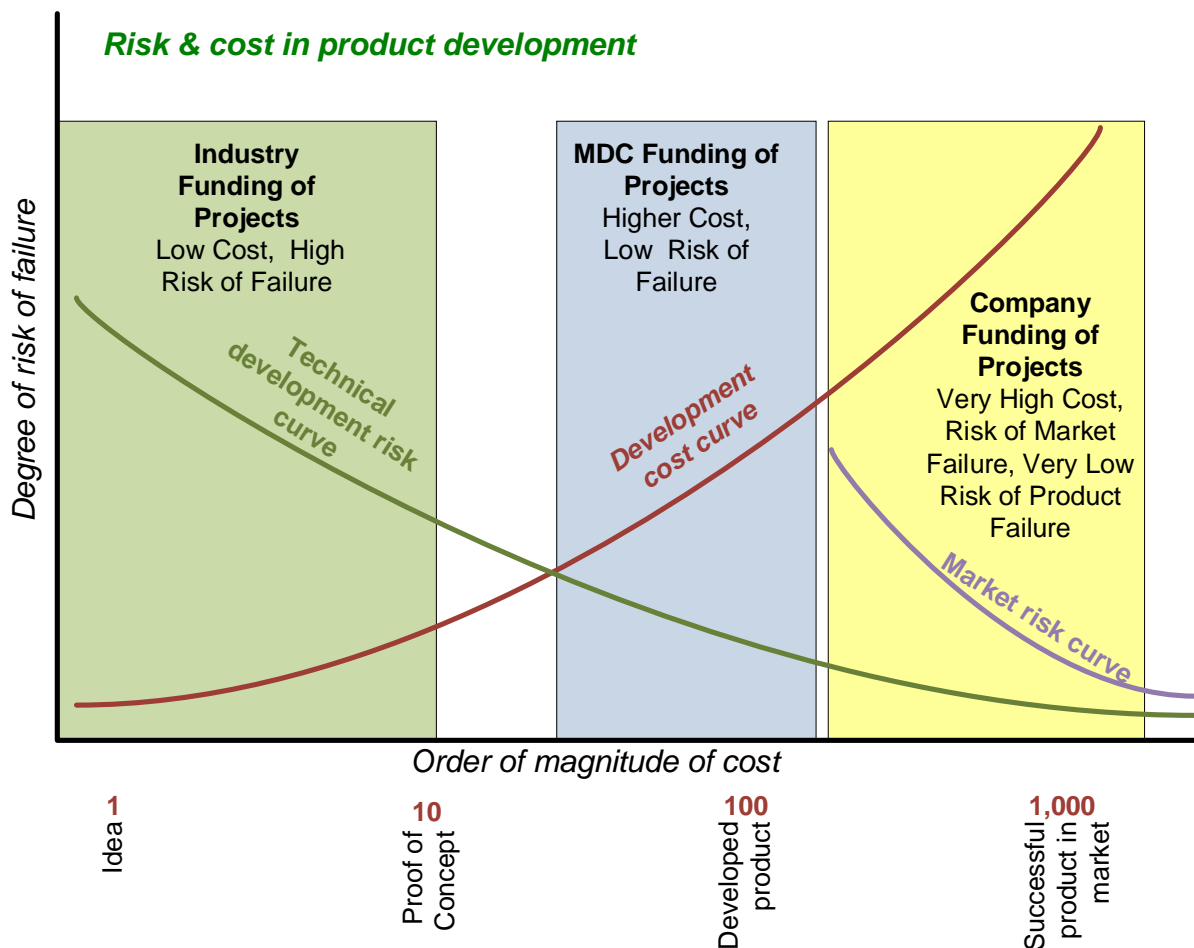 Risk & cost in product development
Degree of risk of failure
Industry
Funding of
Projects
Low Cost, High
Risk of Failure
MDC Funding of
Projects
Higher Cost,
Low Risk of
Failure
Company
Funding of
Projects
Very High Cost,
Risk of Market
Failure, Very Low
Risk of Product
Failure
Technical
development risk
curve
Development
cost curve
Market risk curve
Order of magnitude of cost
1
10
100
1,000
Idea
Proof of
Concept
Developed
product
Successful
product in
market